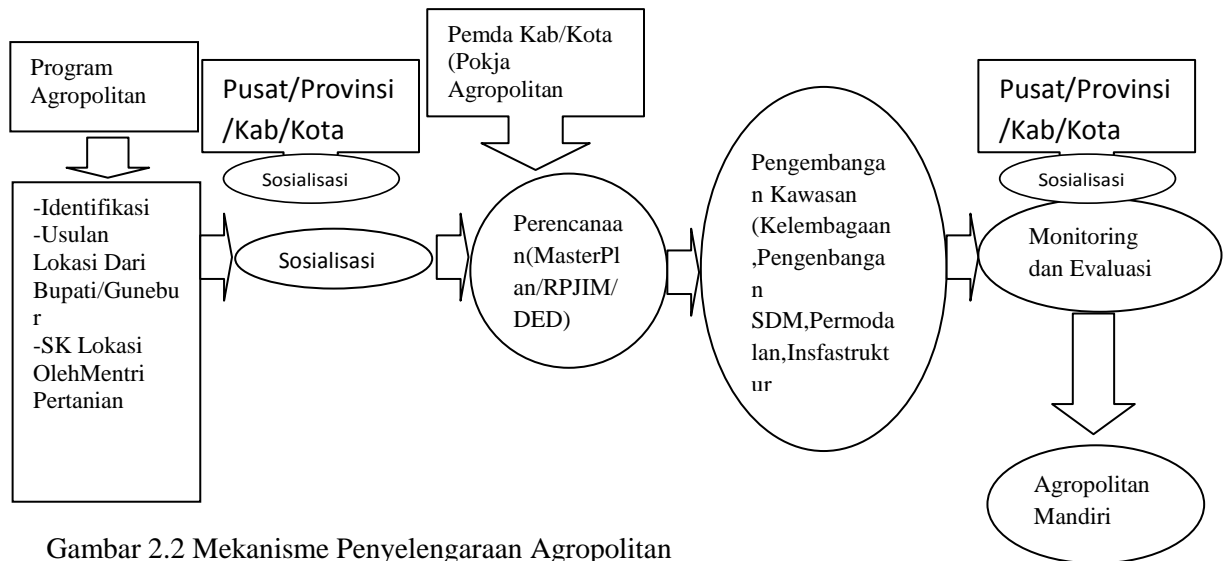 Program
Agropolitan
Pusat/Provinsi
/Kab/Kota
Sosialisasi
Pemda Kab/Kota
(Pokja
Agropolitan
Pusat/Provinsi
/Kab/Kota
Sosialisasi
-Identifikasi
-Usulan
Lokasi Dari
Bupati/Gunebu
r
-SK Lokasi
OlehMentri
Pertanian
Sosialisasi
Perencanaa
n(MasterPl
an/RPJIM/
DED)
Pengembanga
n Kawasan
(Kelembagaan
,Pengenbanga
n
SDM,Permoda
lan,Insfastrukt
ur
Monitoring
dan Evaluasi
Agropolitan
Mandiri
Gambar 2.2 Mekanisme Penyelengaraan Agropolitan